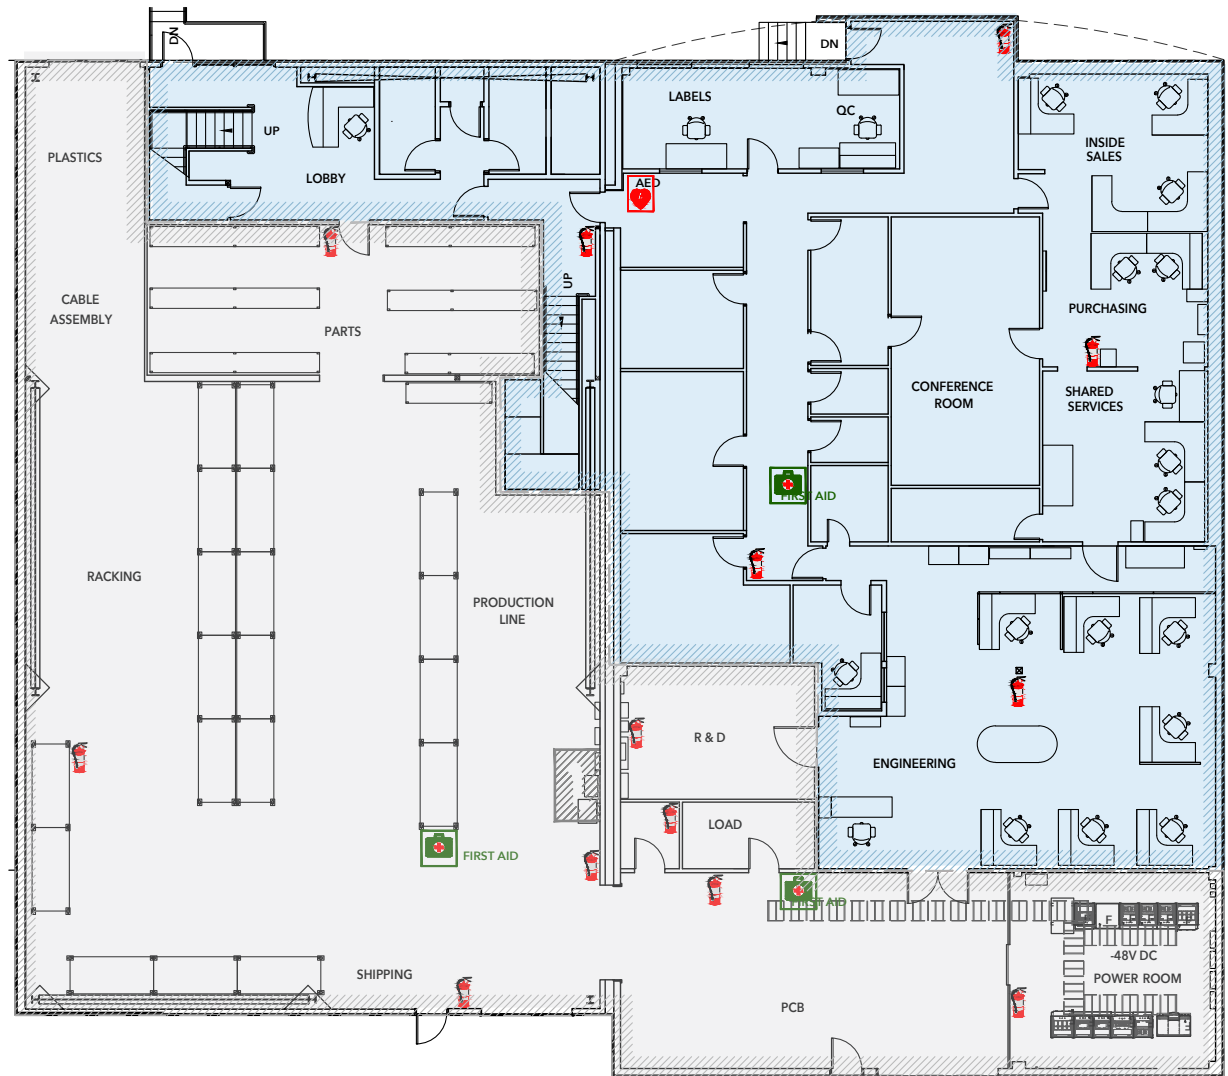 DN
DN
LABELS
QC
UP
PLASTICS
LOBBY
INSIDE
SALES
AED
UP
CABLE
ASSEMBLY
PARTS
PURCHASING
CONFERENCE
ROOM
SHARED
SERVICES
FIRST AID
RACKING
PRODUCTION
LINE
R & D
ENGINEERING
LOAD
FIRST AID
FIRST AID
F
-48V DC
POWER ROOM
SHIPPING
PCB